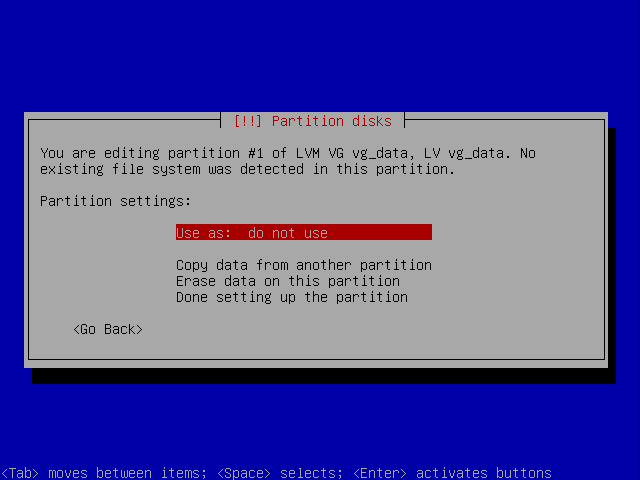 [!!] Partition disks
You are editing partition #1 of LVM VG vg_data, LV vg_data. No
existing file system was detected in this partition.
Partition settings:
Use as: do not use
Copy data from another partition
Erase data on this partition
Done setting up the partition
<Go Back>
<Tab> moves between items; <Space> selects; <Enter> activates buttons